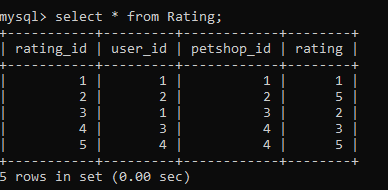 mysql> select * from Rating;
+-----------+---------+------------+--------+
| rating_id | user_id | petshop_id | rating |
+-----------+---------+------------+--------+
| 1 | 1 | 1 | 1 |
| 2 | 2 | 2 | 5 |
| 3 | 1 | 3 | 2 |
| 4 | 3 | 4 | 3 |
| 5 | 4 | 4 | 5 |
+-----------+---------+------------+--------+
5 rows in set (0.00 sec)